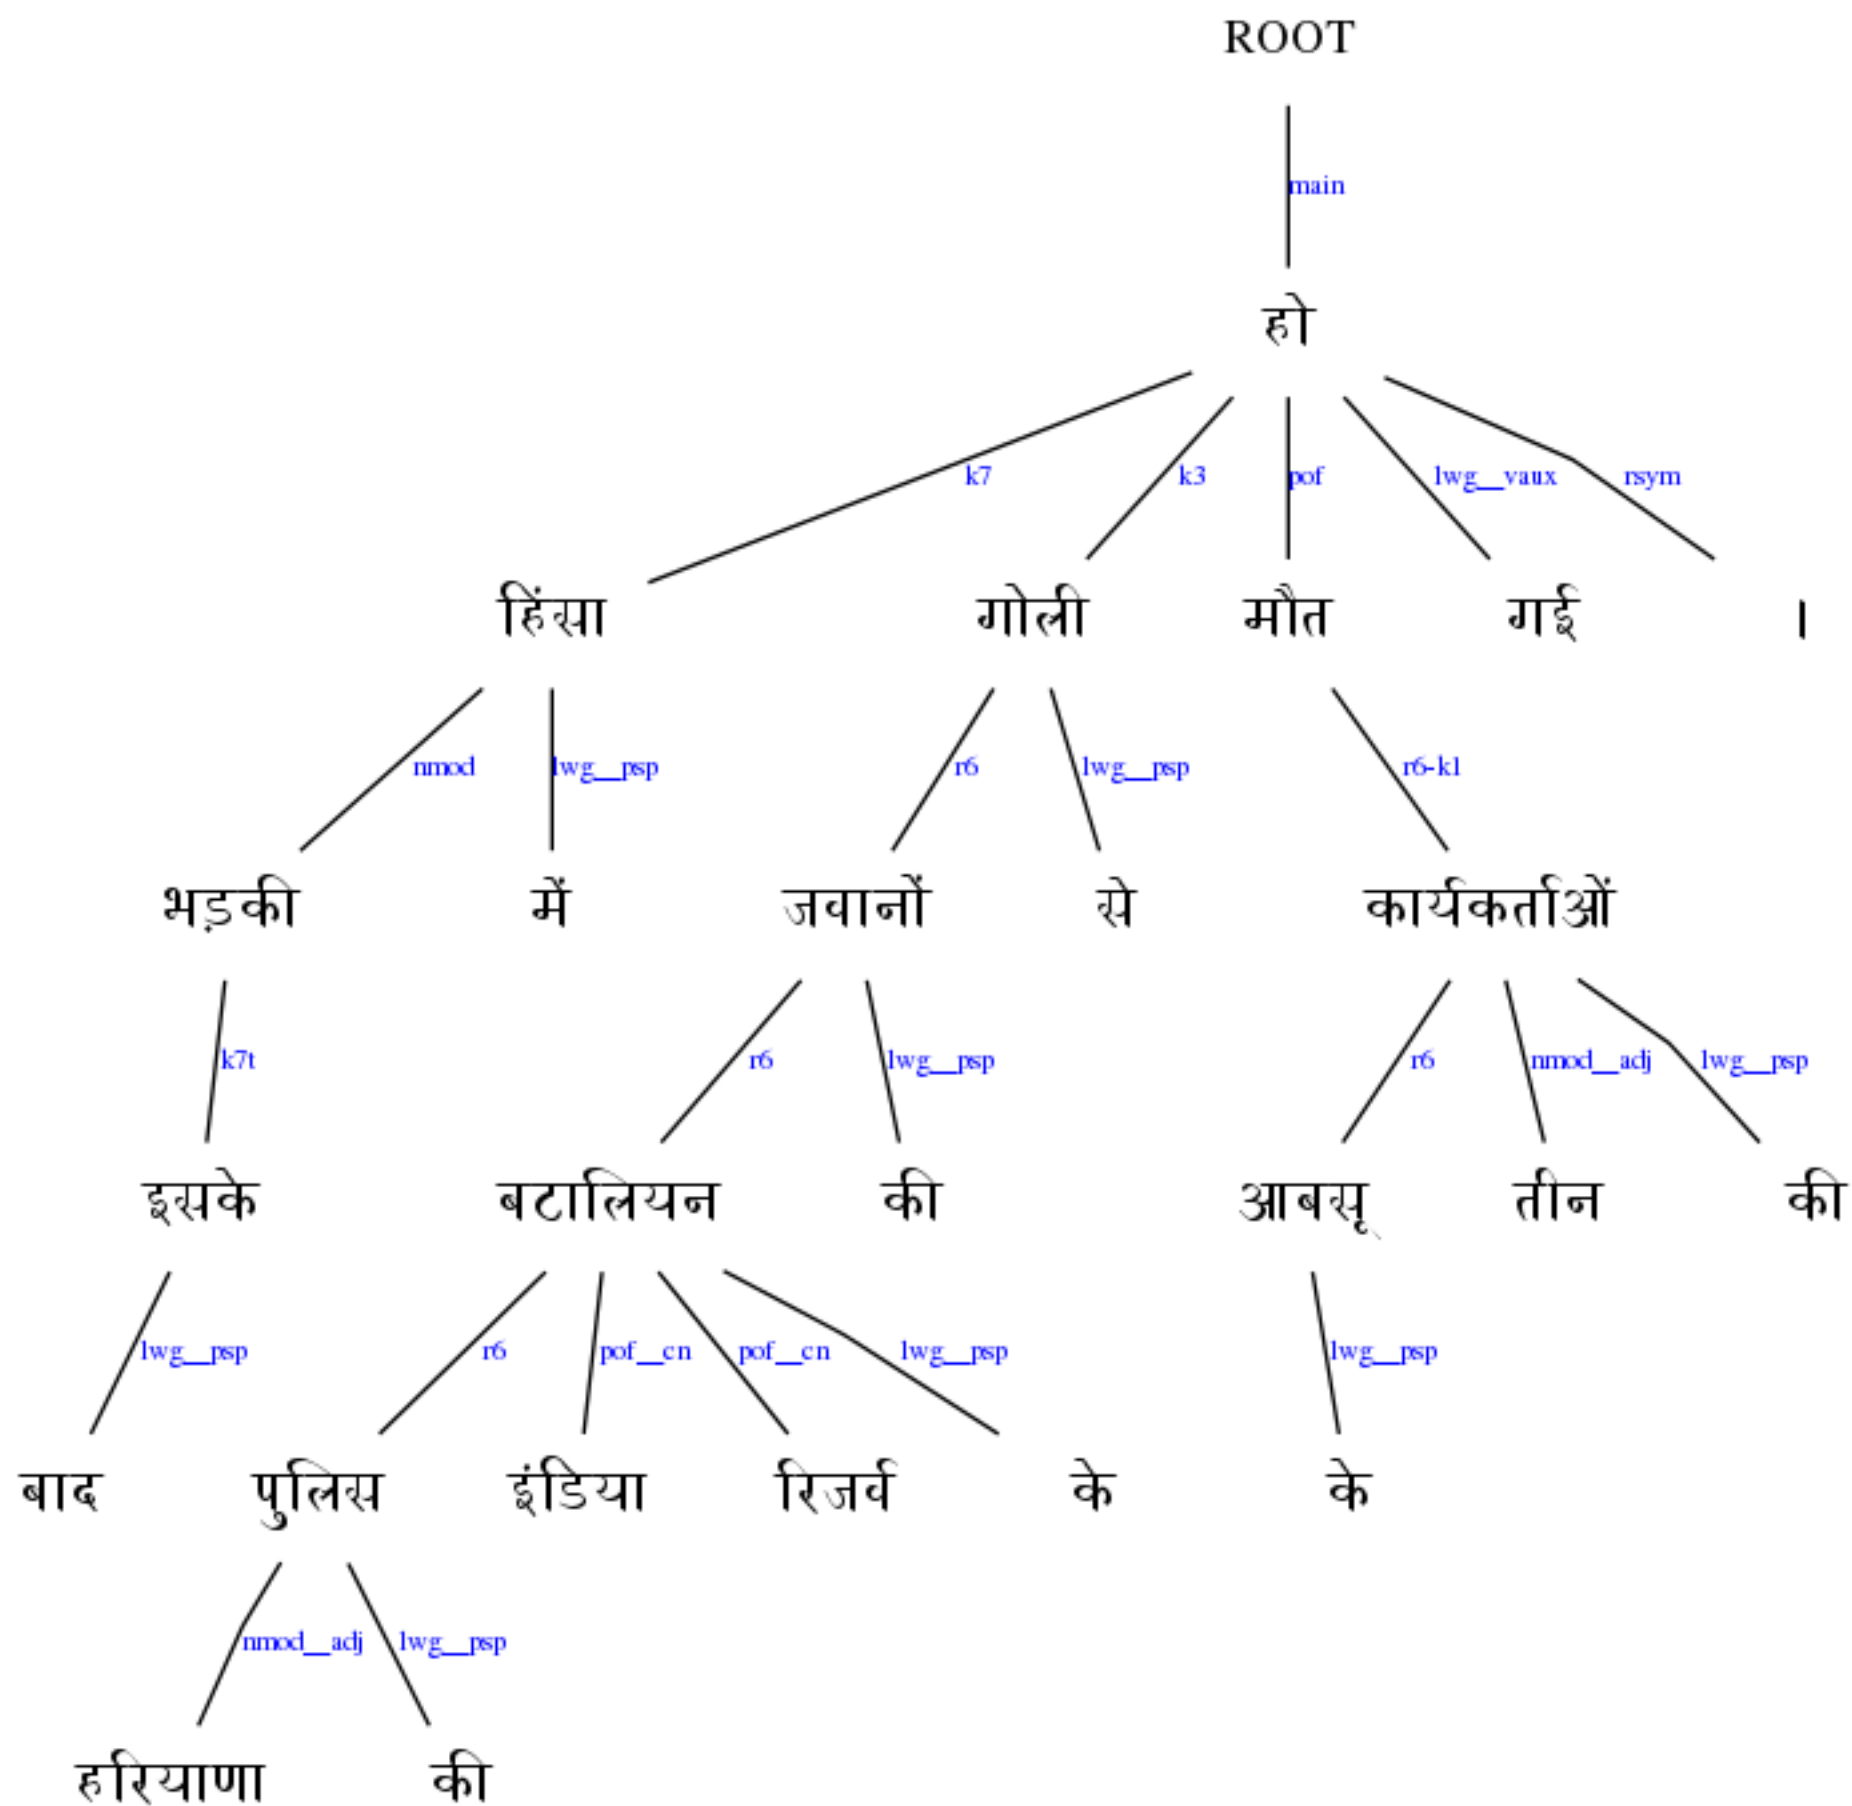 ROOT
main
हो
k7 k3 pof lwg__vaux rsym
हिंसा गोली मौत गई ।
nmod lwg__psp r6 lwg__psp r6-k1
भड़की में जवानों से कार्यकर्ताओं
k7t r6 lwg__psp r6 nmod__adj lwg__psp
इसके बटालियन की आबसू तीन की
lwg__psp r6 pof__cn pof__cn lwg__psp lwg__psp
बाद पुलिस इंडिया रिजर्व के के
nmod__adj lwg__psp
हरियाणा की